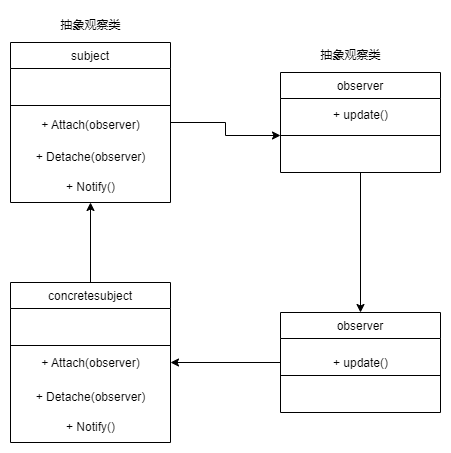 抽象观察类
subject
+ Attach(observer)
+ Detache(observer)
+ Notify()
抽象观察类
observer
+ update()
concretesubject
+ Attach(observer)
+ Detache(observer)
+ Notify()
observer
+ update()